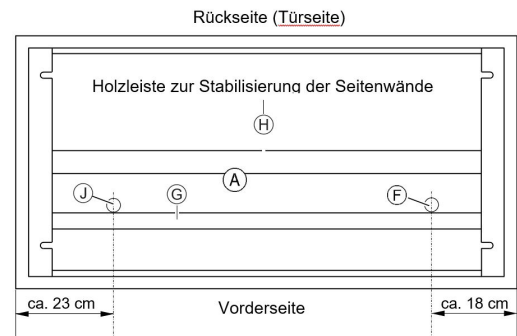 Rückseite (Türseite)
Holzleiste zur Stabilisierung der Seitenwände
H
A
J
G
F
ca. 23 cm
Vorderseite
ca. 18 cm